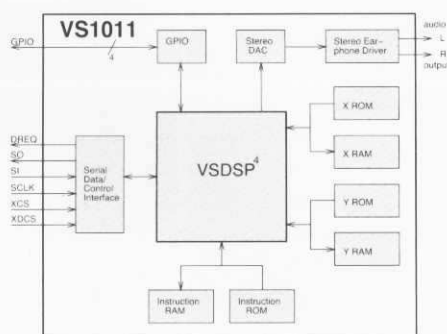 VS1011
audio
L
R
output
GPIO
4
GPIO
Stereo
DAC
Stereo Ear-
phone Driver
X ROM
X RAM
DREQ
SO
SI
SCLK
XCS
XDCS
Serial
Data/
Control
Interface
VSDSP4
Y ROM
Y RAM
Instruction
RAM
Instruction
ROM